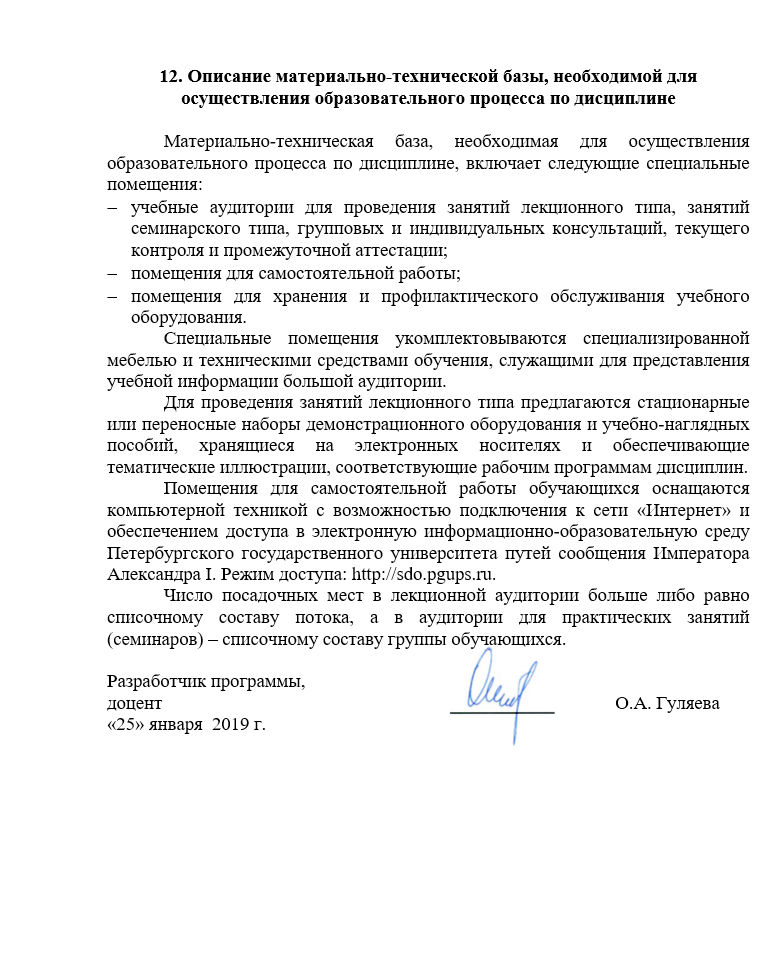 12. Описание материально-технической базы, необходимой для
осуществления образовательного процесса по дисциплине
Материально-техническая база, необходимая для осуществления
образовательного процесса по дисциплине, включает следующие специальные
помещения:
– учебные аудитории для проведения занятий лекционного типа, занятий
семинарского типа, групповых и индивидуальных консультаций, текущего
контроля и промежуточной аттестации;
– помещения для самостоятельной работы;
– помещения для хранения и профилактического обслуживания учебного
оборудования.
Специальные помещения укомплектовываются специализированной
мебелью и техническими средствами обучения, служащими для представления
учебной информации большой аудитории.
Для проведения занятий лекционного типа предлагаются стационарные
или переносные наборы демонстрационного оборудования и учебно-наглядных
пособий, хранящиеся на электронных носителях и обеспечивающие
тематические иллюстрации, соответствующие рабочим программам дисциплин.
Помещения для самостоятельной работы обучающихся оснащаются
компьютерной техникой с возможностью подключения к сети «Интернет» и
обеспечением доступа в электронную информационно-образовательную среду
Петербургского государственного университета путей сообщения Императора
Александра I. Режим доступа: http://sdo.pgups.ru.
Число посадочных мест в лекционной аудитории больше либо равно
списочному составу потока, а в аудитории для практических занятий
(семинаров) – списочному составу группы обучающихся.
Разработчик программы,
доцент О.А. Гуляева
«25» января 2019 г.